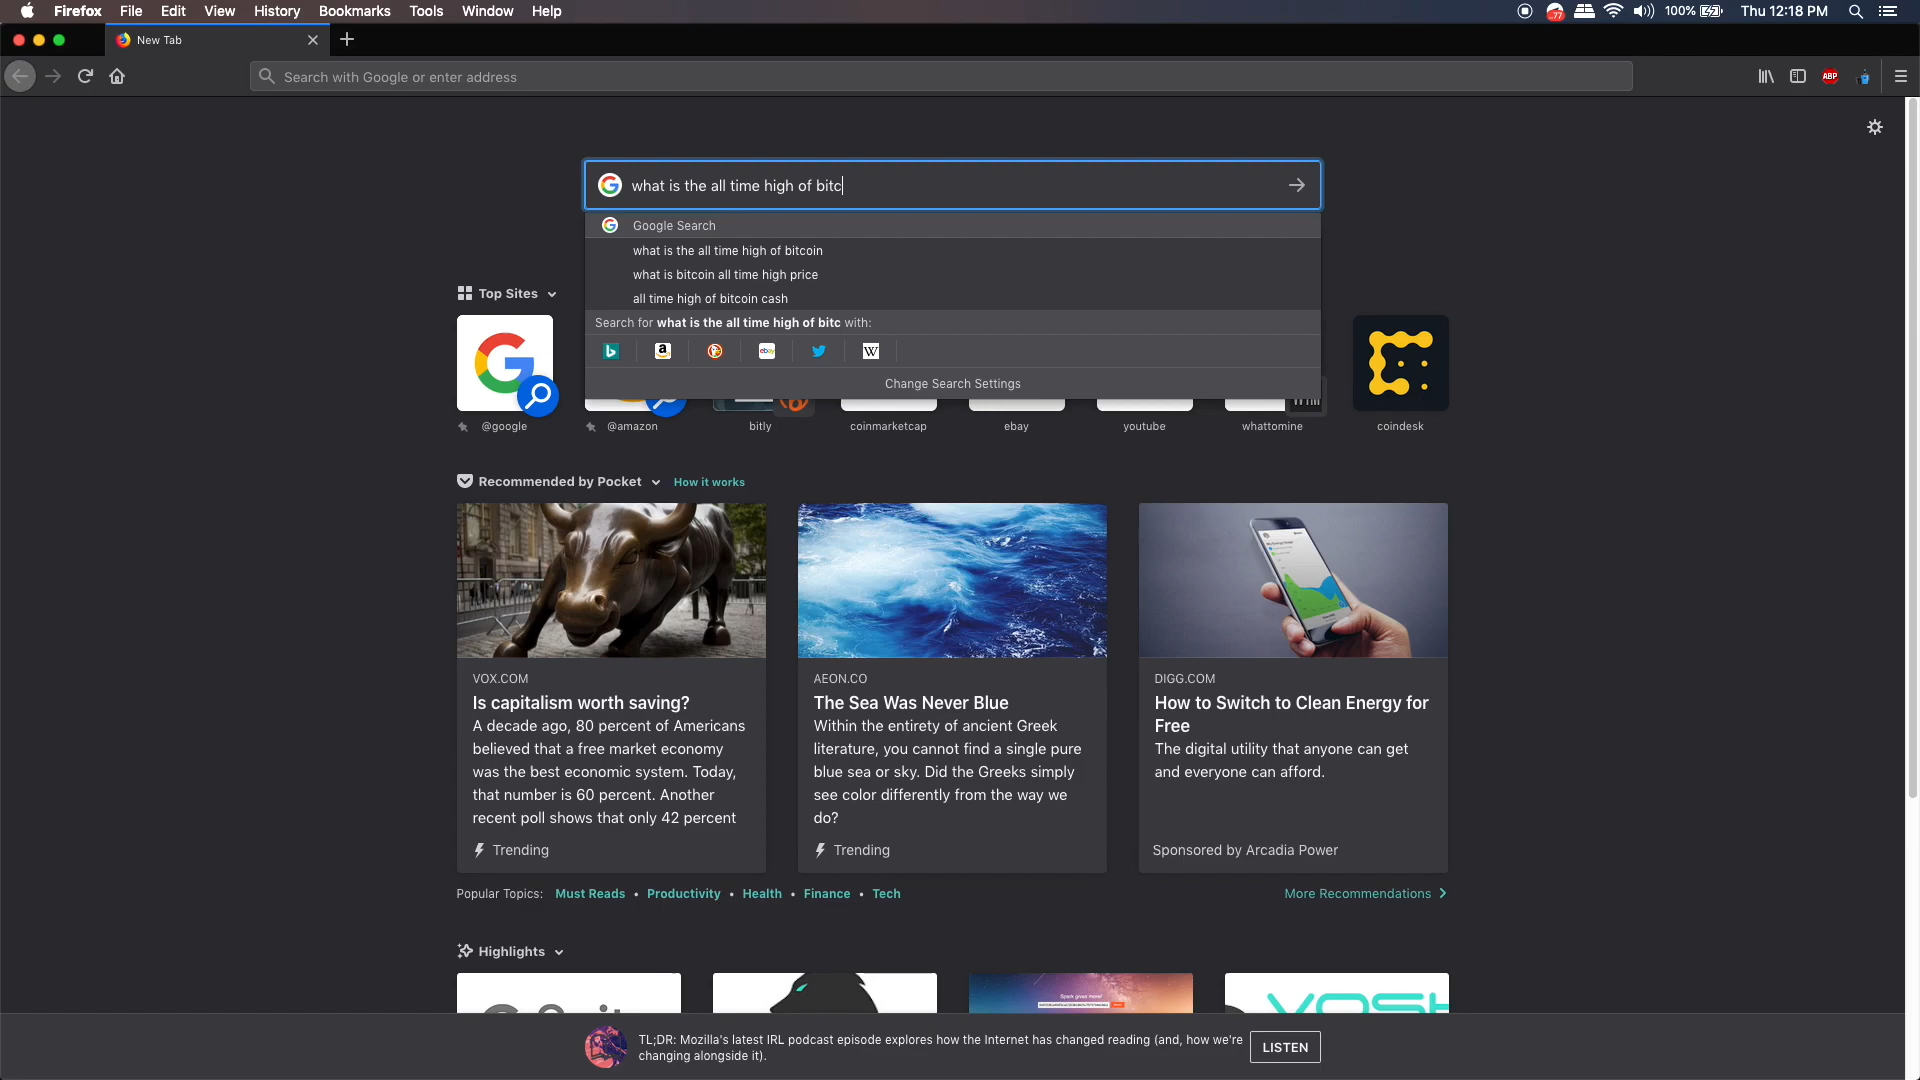 Firefox File Edit View History Bookmarks Tools Window Help
77 100% Thu 12:18 PM
New Tab
Search with Google or enter address
ABP
what is the all time high of bitc
Google Search
what is the all time high of bitcoin
what is bitcoin all time high price
all time high of bitcoin cash
Search for what is the all time high of bitc with:
b a ebay W
Change Search Settings
Top Sites
@google @amazon bitly coinmarketcap ebay youtube whattomine coindesk
Recommended by Pocket How it works
VOX.COM
Is capitalism worth saving?
A decade ago, 80 percent of Americans
believed that a free market economy
was the best economic system. Today,
that number is 60 percent. Another
recent poll shows that only 42 percent
Trending
AEON.CO
The Sea Was Never Blue
Within the entirety of ancient Greek
literature, you cannot find a single pure
blue sea or sky. Did the Greeks simply
see color differently from the way we
do?
Trending
DIGG.COM
How to Switch to Clean Energy for
Free
The digital utility that anyone can get
and everyone can afford.
Sponsored by Arcadia Power
Popular Topics: Must Reads • Productivity • Health • Finance • Tech
More Recommendations
Highlights
Spark gives more!
TL;DR: Mozilla's latest IRL podcast episode explores how the Internet has changed reading (and, how we're
changing alongside it).
LISTEN